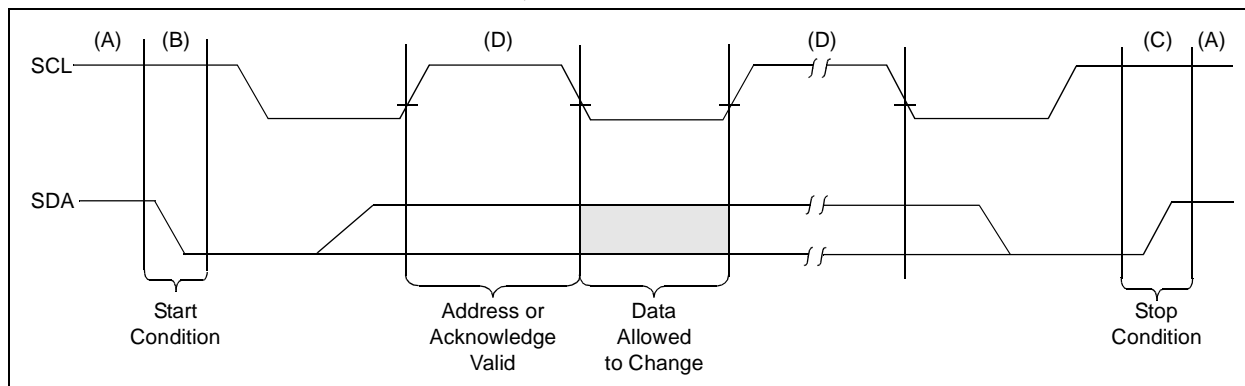 (A) (B) (D) (D) (C) (A)
SCL
SDA
Start
Condition
Address or
Acknowledge
Valid
Data
Allowed
to Change
Stop
Condition